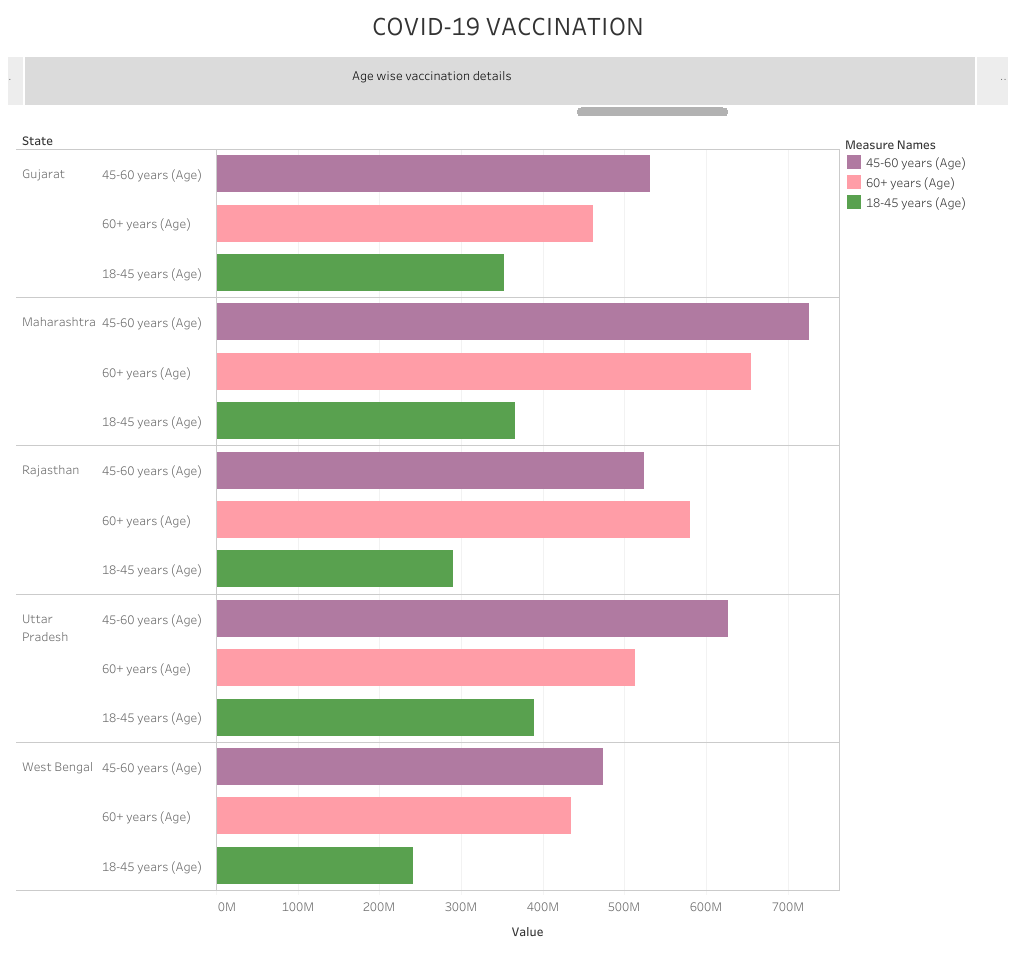 COVID-19 VACCINATION
.
Age wise vaccination details
..
State
Measure Names
45-60 years (Age)
60+ years (Age)
18-45 years (Age)
Gujarat 45-60 years (Age)
60+ years (Age)
18-45 years (Age)
Maharashtra 45-60 years (Age)
60+ years (Age)
18-45 years (Age)
Rajasthan 45-60 years (Age)
60+ years (Age)
18-45 years (Age)
Uttar 45-60 years (Age)
Pradesh
60+ years (Age)
18-45 years (Age)
West Bengal 45-60 years (Age)
60+ years (Age)
18-45 years (Age)
0M 100M 200M 300M 400M 500M 600M 700M
Value